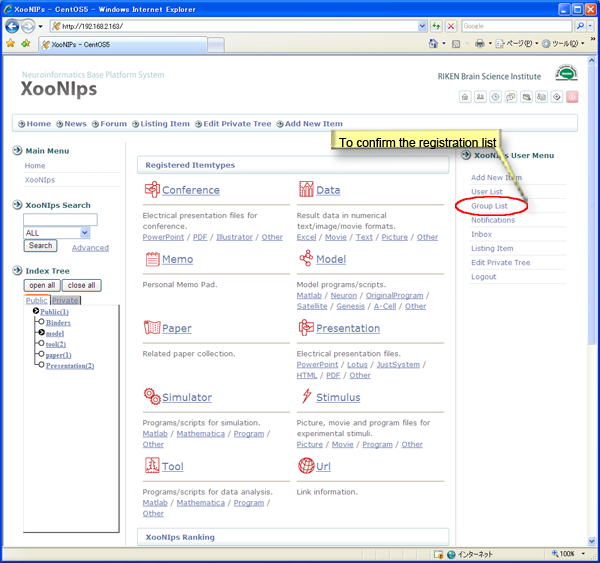 XooNIPs - CentOS5 - Windows Internet Explorer
http://192.168.2.163/
Google
XooNIPs - CentOS5
ページ(P)
ツール(O)
Neuroinformatics Base Platform System
XooNIps
RIKEN Brain Science Institute
Home News Forum Listing Item Edit Private Tree Add New Item
To confirm the registration list
Main Menu
Home
XooNIPs
XooNIps Search
ALL
Search Advanced
Index Tree
open all close all
Public Private
Public(1)
Binders
model
tool(2)
paper(1)
Presentation(2)
Registered Itemtypes
Conference
Electrical presentation files for
conference.
PowerPoint / PDF / Illustrator / Other
Data
Result data in numerical
text/image/movie formats.
Excel / Movie / Text / Picture / Other
Memo
Personal Memo Pad.
Model
Model programs/scripts.
Matlab / Neuron / OriginalProgram /
Satellite / Genesis / A-Cell / Other
Paper
Related paper collection.
Presentation
Electrical presentation files.
PowerPoint / Lotus / JustSystem /
HTML / PDF / Other
Simulator
Programs/scripts for simulation.
Matlab / Mathematica / Program /
Other
Stimulus
Picture, movie and program files for
experimental stimuli.
Picture / Movie / Program / Other
Tool
Programs/scripts for data analysis.
Matlab / Mathematica / Program /
Other
Url
Link information.
XooNIps Ranking
XooNIps User Menu
Add New Item
User List
Group List
Notifications
Inbox
Listing Item
Edit Private Tree
Logout
インターネット
100%